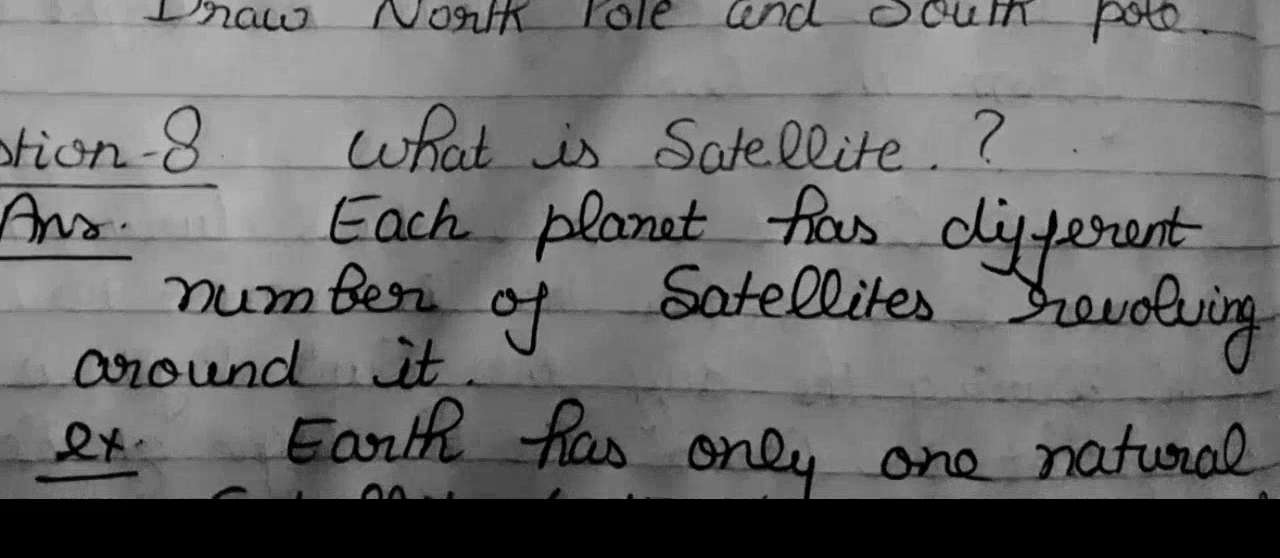 Draw North Pole and South pole.
stion-8 What is Satellite. ?
Ans. Each planet has different
number of Satellites revolving
around it.
ex. Earth has only one natural